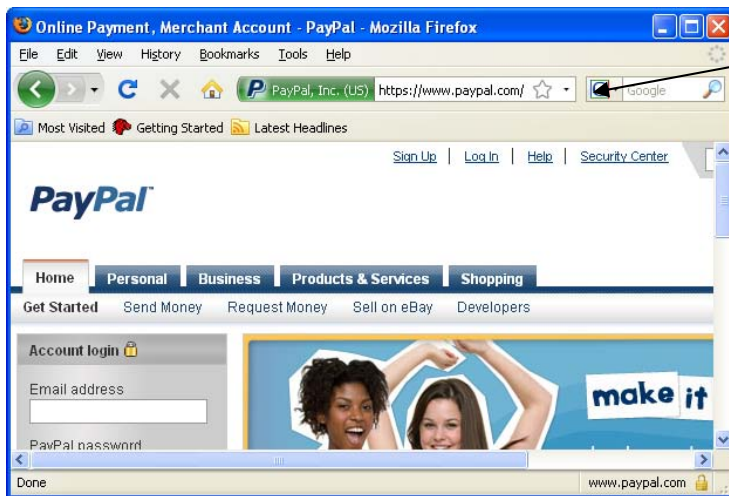 Online Payment, Merchant Account - PayPal - Mozilla Firefox
File Edit View History Bookmarks Tools Help
P PayPal, Inc. (US) https://www.paypal.com/ Google
Most Visited Getting Started Latest Headlines
Sign Up | Log In | Help | Security Center
PayPal™
Home Personal Business Products & Services Shopping
Get Started Send Money Request Money Sell on eBay Developers
Account login
Email address
make it
PayPal password
Done www.paypal.com